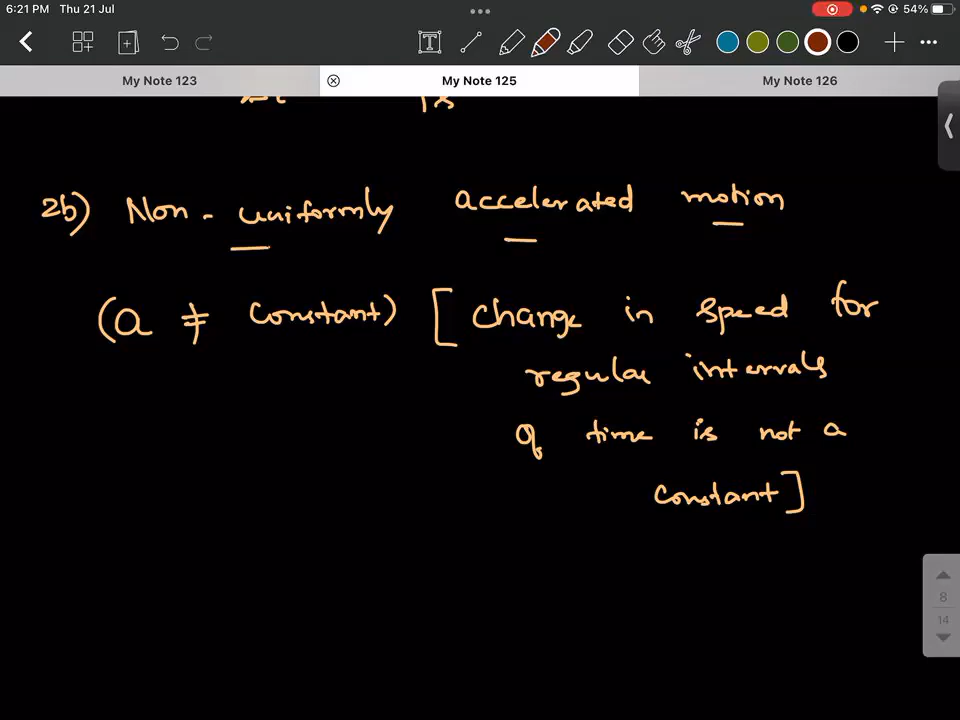 6:21 PM Thu 21 Jul
54%
My Note 123
My Note 125
My Note 126
2b) Non-uniformly accelerated motion
(a ≠ constant) [change in speed for
regular intervals
of time is not a
constant]
8
14